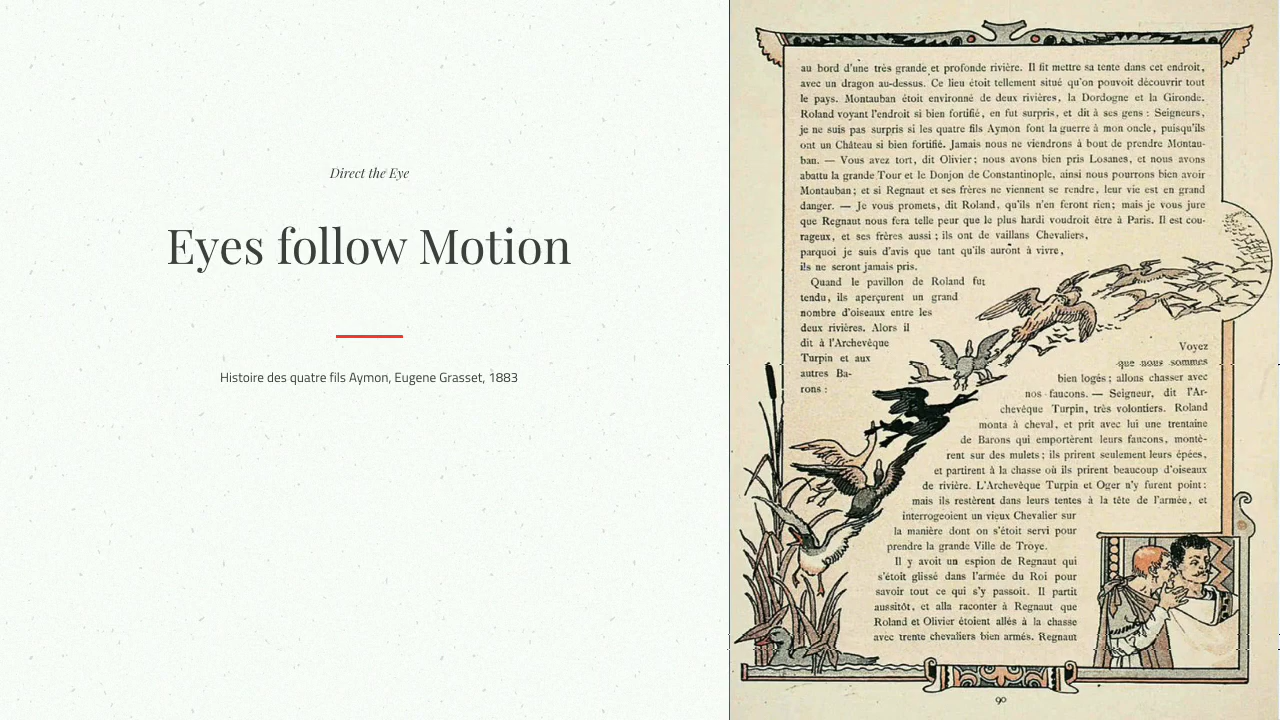 Direct the Eye
Eyes follow Motion
Histoire des quatre fils Aymon, Eugene Grasset, 1883
au bord d'une très grande et profonde rivière. Il fit mettre sa tente dans cet endroit,
avec un dragon au-dessus. Ce lieu étoit tellement situé qu'on pouvoit découvrir tout
le pays. Montauban étoit environné de deux rivières, la Dordogne et la Gironde.
Roland voyant l'endroit si bien fortifié, en fut surpris, et dit à ses gens : Seigneurs,
je ne suis pas surpris si les quatre fils Aymon font la guerre à mon oncle, puisqu'ils
ont un Château si bien fortifié. Jamais nous ne viendrons à bout de prendre Montau-
ban. — Vous avez tort, dit Olivier ; nous avons bien pris Losanes, et nous avons
abattu la grande Tour et le Donjon de Constantinople, ainsi nous pourrons bien avoir
Montauban ; et si Regnaut et ses frères ne viennent se rendre, leur vie est en grand
danger. — Je vous promets, dit Roland, qu'ils n'en feront rien ; mais je vous jure
que Regnaut nous fera telle peur que le plus hardi voudroit être à Paris. Il est cou-
rageux, et ses frères aussi ; ils ont de vaillans Chevaliers,
parquoi je suis d'avis que tant qu'ils auront à vivre,
ils ne seront jamais pris.
Quand le pavillon de Roland fut
tendu, ils aperçurent un grand
nombre d'oiseaux entre les
deux rivières. Alors il
dit à l'Archevêque
Turpin et aux
autres Ba-
rons :
Voyez
que nous sommes
bien logés ; allons chasser avec
nos faucons. — Seigneur, dit l'Ar-
chevêque Turpin, très volontiers. Roland
monta à cheval, et prit avec lui une trentaine
de Barons qui emportèrent leurs faucons, montè-
rent sur des mulets ; ils prirent seulement leurs épées,
et partirent à la chasse où ils prirent beaucoup d'oiseaux
de rivière. L'Archevêque Turpin et Oger n'y furent point :
mais ils restèrent dans leurs tentes à la tête de l'armée, et
interrogeoient un vieux Chevalier sur
la manière dont on s'étoit servi pour
prendre la grande Ville de Troye.
Il y avoit un espion de Regnaut qui
s'étoit glissé dans l'armée du Roi pour
savoir tout ce qui s'y passoit. Il partit
aussitôt, et alla raconter à Regnaut que
Roland et Olivier étoient allés à la chasse
avec trente chevaliers bien armés. Regnaut
90